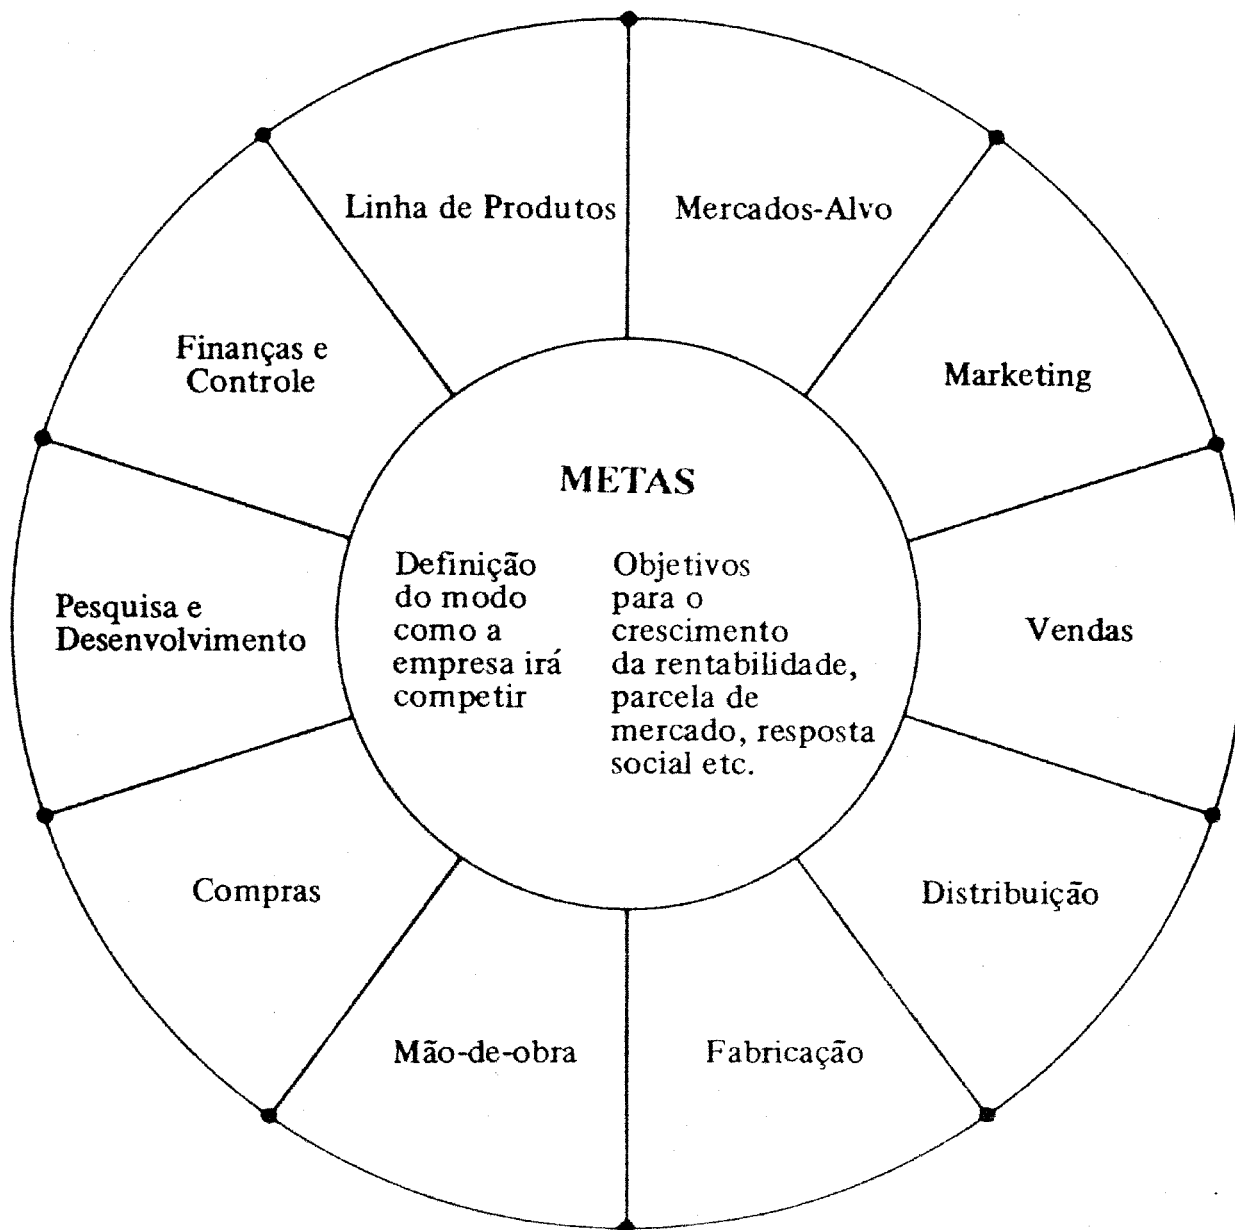 Linha de Produtos
Mercados-Alvo
Finanças e
Controle
Marketing
METAS
Definição
do modo
como a
empresa irá
competir
Objetivos
para o
crescimento
da rentabilidade,
parcela de
mercado, resposta
social etc.
Pesquisa e
Desenvolvimento
Vendas
Compras
Distribuição
Mão-de-obra
Fabricação